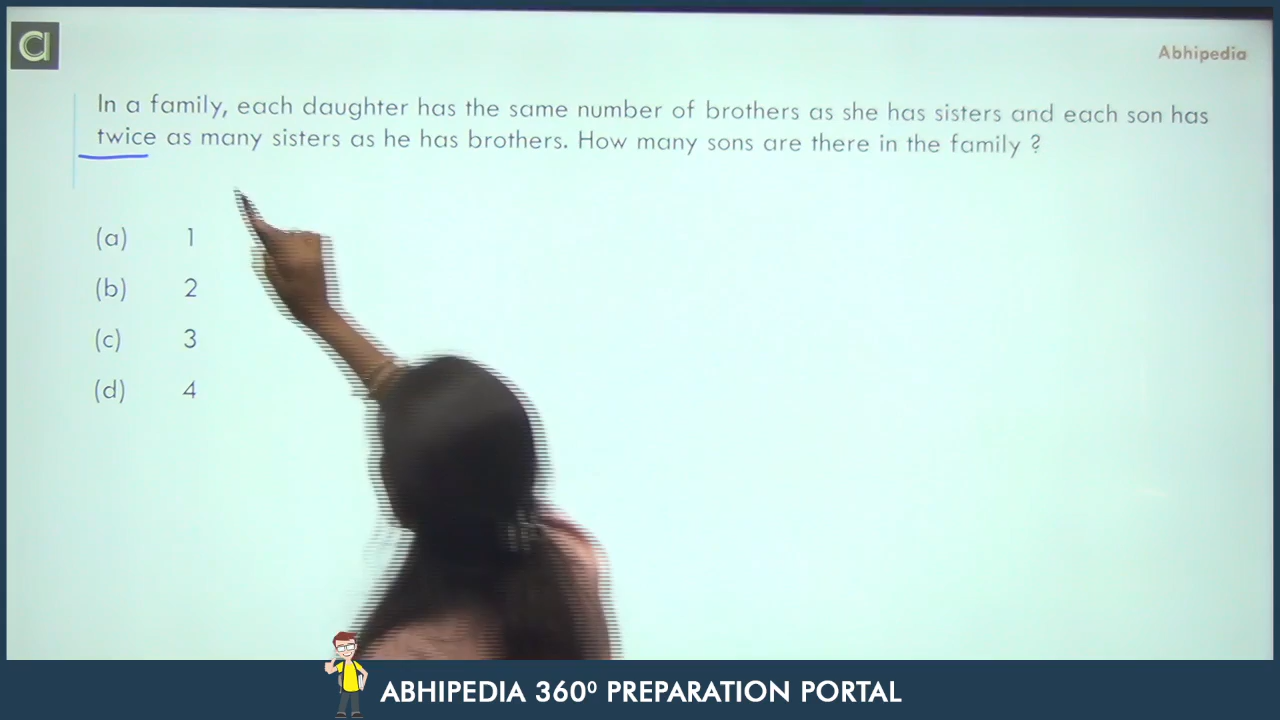 a
Abhipedia
In a family, each daughter has the same number of brothers as she has sisters and each son has
twice as many sisters as he has brothers. How many sons are there in the family ?
(a) 1
(b) 2
(c) 3
(d) 4
ABHIPEDIA 360⁰ PREPARATION PORTAL